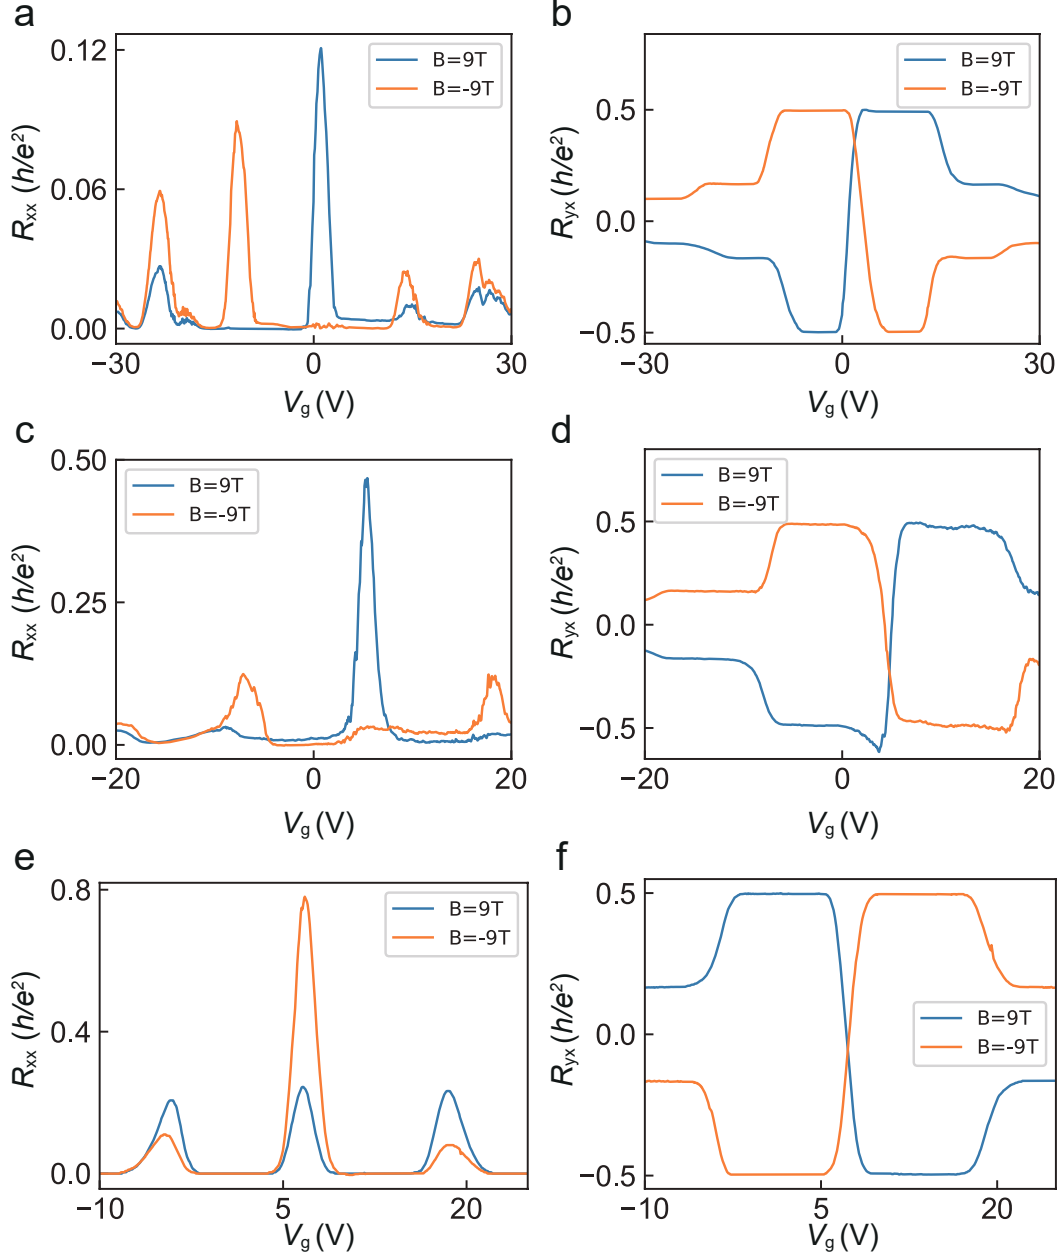 a
0.12
0.06
0.00
Rxx (h/e²)
B=9T
B=-9T
−30
0
30
Vg (V)
b
0.5
0.0
−0.5
Ryx (h/e²)
B=9T
B=-9T
−30
0
30
Vg (V)
c
0.50
0.25
0.00
Rxx (h/e²)
B=9T
B=-9T
−20
0
20
Vg (V)
d
0.5
0.0
−0.5
Ryx (h/e²)
B=9T
B=-9T
−20
0
20
Vg (V)
e
0.8
0.4
0.0
Rxx (h/e²)
B=9T
B=-9T
−10
5
20
Vg (V)
f
0.5
0.0
−0.5
Ryx (h/e²)
B=9T
B=-9T
−10
5
20
Vg (V)